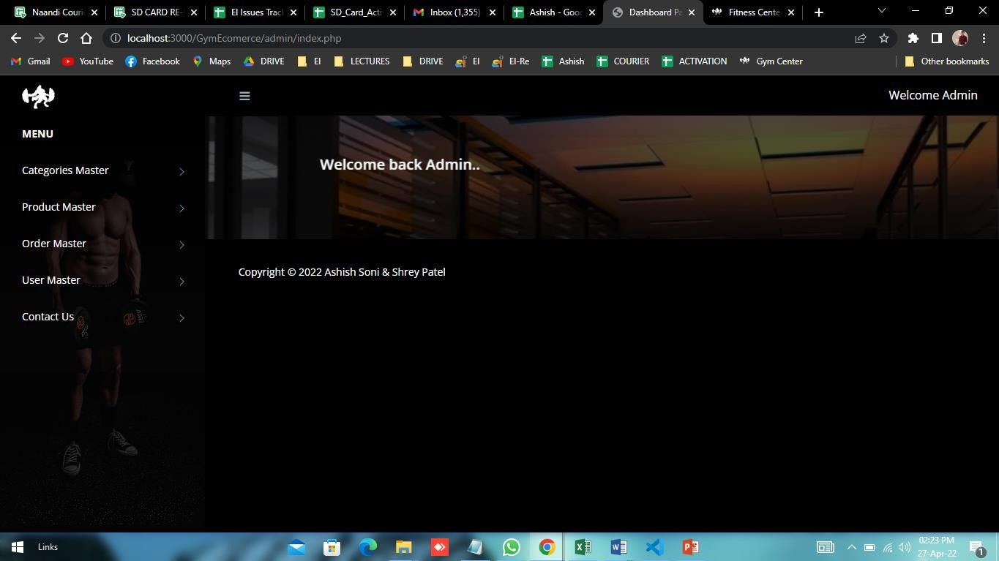 Naandi Couri
SD CARD RE-
EI Issues Trac
SD_Card_Acti
Inbox (1,355)
Ashish - Goog
Dashboard Pa
Fitness Cente
localhost:3000/GymEcomerce/admin/index.php
Gmail YouTube Facebook Maps DRIVE EI LECTURES DRIVE EI EI-Re Ashish COURIER ACTIVATION Gym Center Other bookmarks
Welcome Admin
MENU
Welcome back Admin..
Categories Master
Product Master
Order Master
User Master
Contact Us
Copyright © 2022 Ashish Soni & Shrey Patel
Links
02:23 PM
27-Apr-22
1